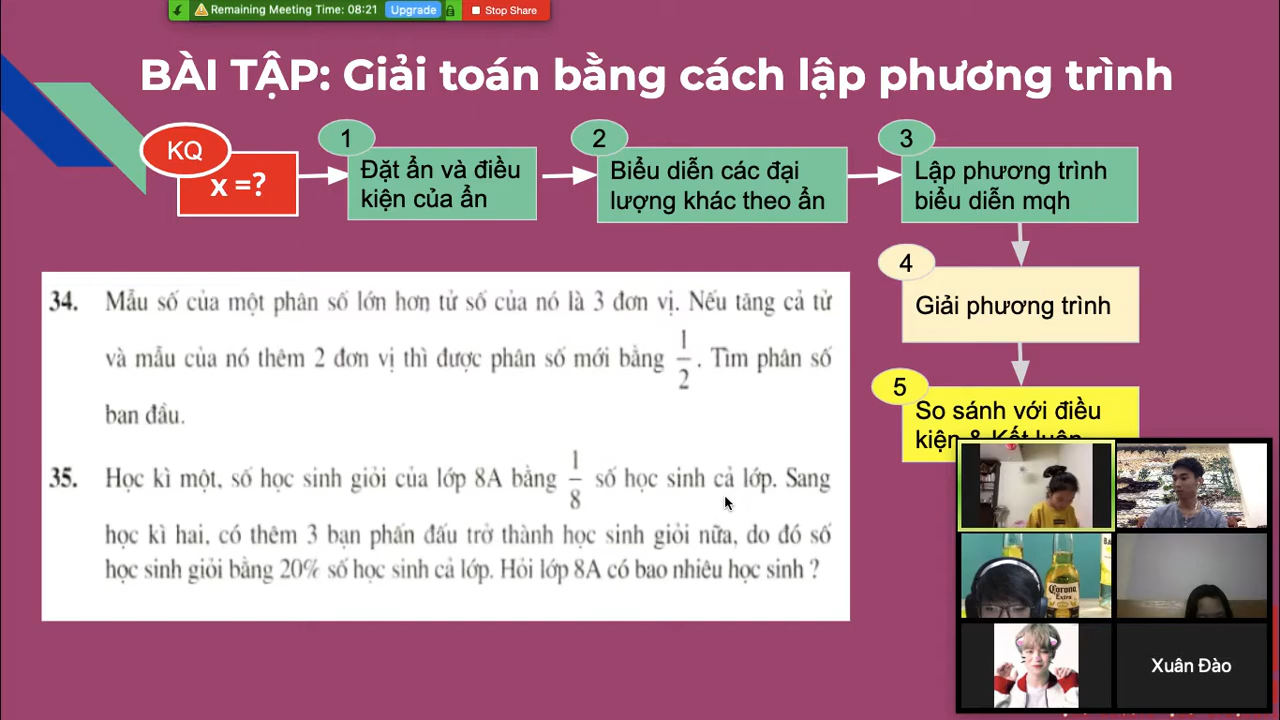 Remaining Meeting Time: 08:21 Upgrade Stop Share
BÀI TẬP: Giải toán bằng cách lập phương trình
KQ
x =?
1
Đặt ẩn và điều
kiện của ẩn
2
Biểu diễn các đại
lượng khác theo ẩn
3
Lập phương trình
biểu diễn mqh
4
Giải phương trình
5
So sánh với điều
kiện & Kết luận
34. Mẫu số của một phân số lớn hơn tử số của nó là 3 đơn vị. Nếu tăng cả tử
và mẫu của nó thêm 2 đơn vị thì được phân số mới bằng 1/2. Tìm phân số
ban đầu.
35. Học kì một, số học sinh giỏi của lớp 8A bằng 1/8 số học sinh cả lớp. Sang
học kì hai, có thêm 3 bạn phấn đấu trở thành học sinh giỏi nữa, do đó số
học sinh giỏi bằng 20% số học sinh cả lớp. Hỏi lớp 8A có bao nhiêu học sinh ?
Corona
Extra
Xuân Đào